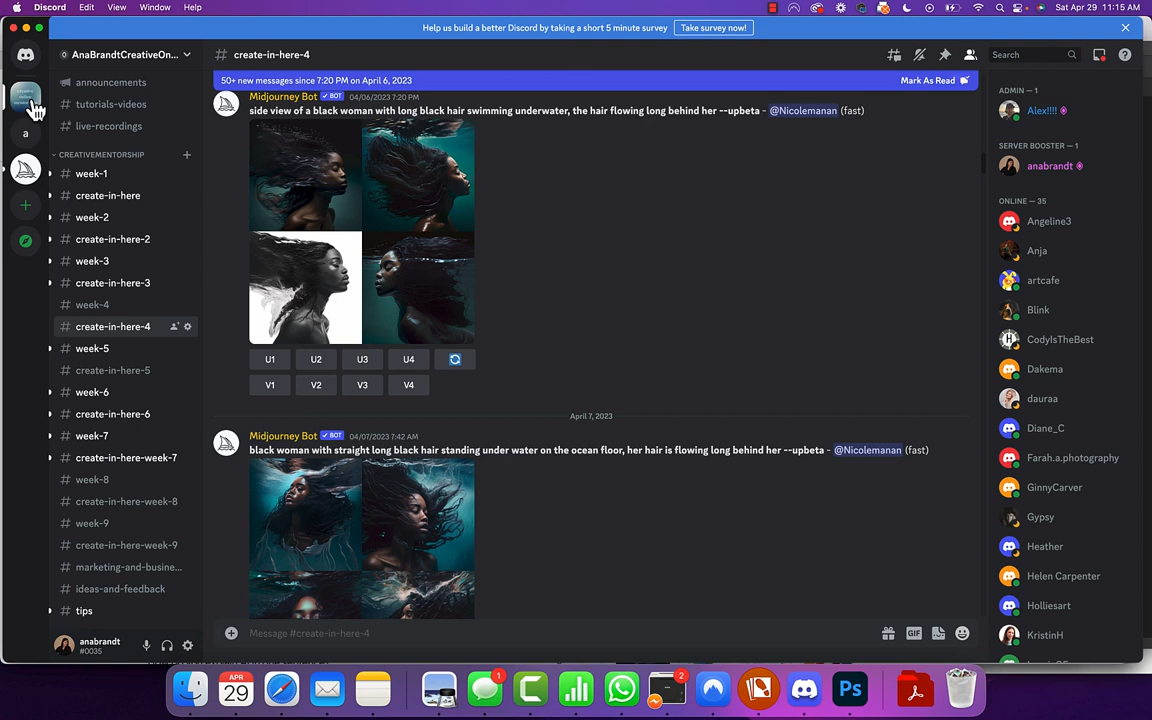 Discord Edit View Window Help
Sat Apr 29 11:15 AM
Help us build a better Discord by taking a short 5 minute survey
Take survey now!
AnaBrandtCreativeOn...
create-in-here-4
Search
50+ new messages since 7:20 PM on April 6, 2023
Mark As Read
announcements
tutorials-videos
live-recordings
CREATIVEMENTORSHIP
week-1
create-in-here
week-2
create-in-here-2
week-3
create-in-here-3
week-4
create-in-here-4
week-5
create-in-here-5
week-6
create-in-here-6
week-7
create-in-here-week-7
week-8
create-in-here-week-8
week-9
create-in-here-week-9
marketing-and-busine...
ideas-and-feedback
tips
a
anabrandt
#0035
Midjourney Bot BOT 04/06/2023 7:20 PM
side view of a black woman with long black hair swimming underwater, the hair flowing long behind her --upbeta - @Nicolemanan (fast)
U1 U2 U3 U4
V1 V2 V3 V4
April 7, 2023
Midjourney Bot BOT 04/07/2023 7:42 AM
black woman with straight long black hair standing under water on the ocean floor, her hair is flowing long behind her --upbeta - @Nicolemanan (fast)
Message #create-in-here-4
GIF
ADMIN — 1
Alex!!!!
SERVER BOOSTER — 1
anabrandt
ONLINE — 35
Angeline3
Anja
artcafe
Blink
CodyIsTheBest
Dakema
dauraa
Diane_C
Farah.a.photography
GinnyCarver
Gypsy
Heather
Helen Carpenter
Holliesart
KristinH
APR
29
1
2
Ps